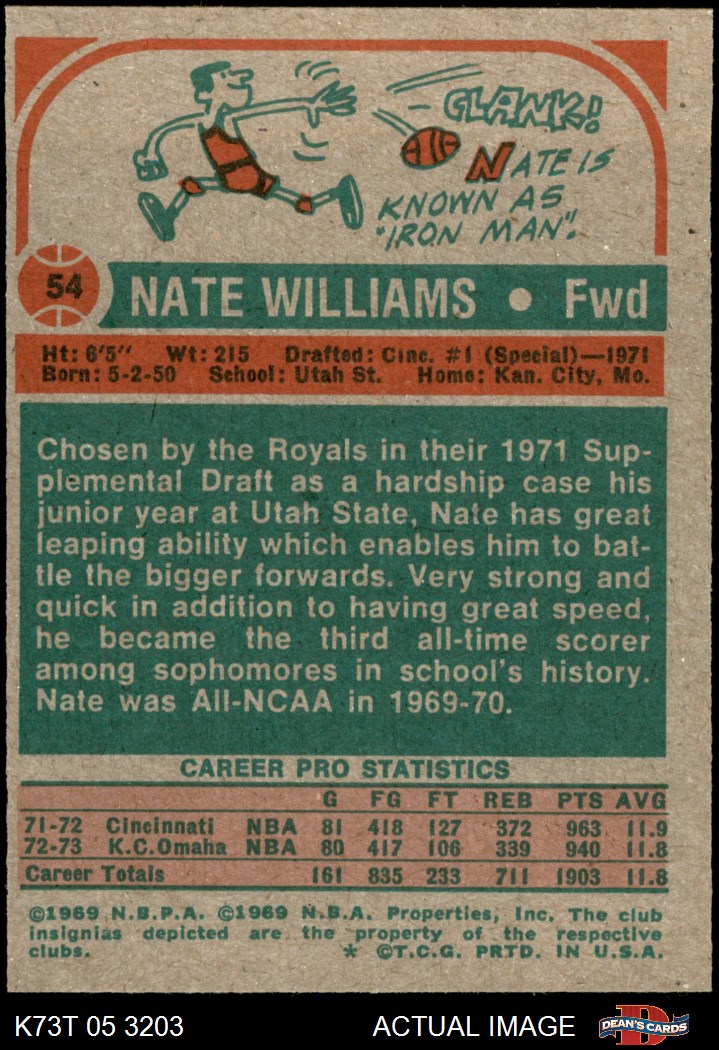 CLANK!
NATE IS
KNOWN AS
"IRON MAN".
54 NATE WILLIAMS • Fwd
Ht: 6'5" Wt: 215 Drafted: Cinc. #1 (Special)—1971
Born: 5-2-50 School: Utah St. Home: Kan. City, Mo.
Chosen by the Royals in their 1971 Sup-
plemental Draft as a hardship case his
junior year at Utah State, Nate has great
leaping ability which enables him to bat-
tle the bigger forwards. Very strong and
quick in addition to having great speed,
he became the third all-time scorer
among sophomores in school's history.
Nate was All-NCAA in 1969-70.
CAREER PRO STATISTICS
G FG FT REB PTS AVG
71-72 Cincinnati NBA 81 418 127 372 963 11.9
72-73 K.C.Omaha NBA 80 417 106 339 940 11.8
Career Totals 161 835 233 711 1903 11.8
©1969 N.B.P.A. ©1969 N.B.A. Properties, Inc. The club
insignias depicted are the property of the respective
clubs. * ©T.C.G. PRTD. IN U.S.A.
K73T 05 3203 ACTUAL IMAGE D DEAN'S CARDS